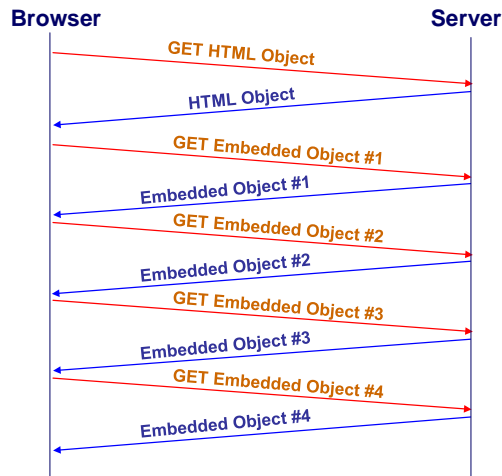 Browser
Server
GET HTML Object
HTML Object
GET Embedded Object #1
Embedded Object #1
GET Embedded Object #2
Embedded Object #2
GET Embedded Object #3
Embedded Object #3
GET Embedded Object #4
Embedded Object #4